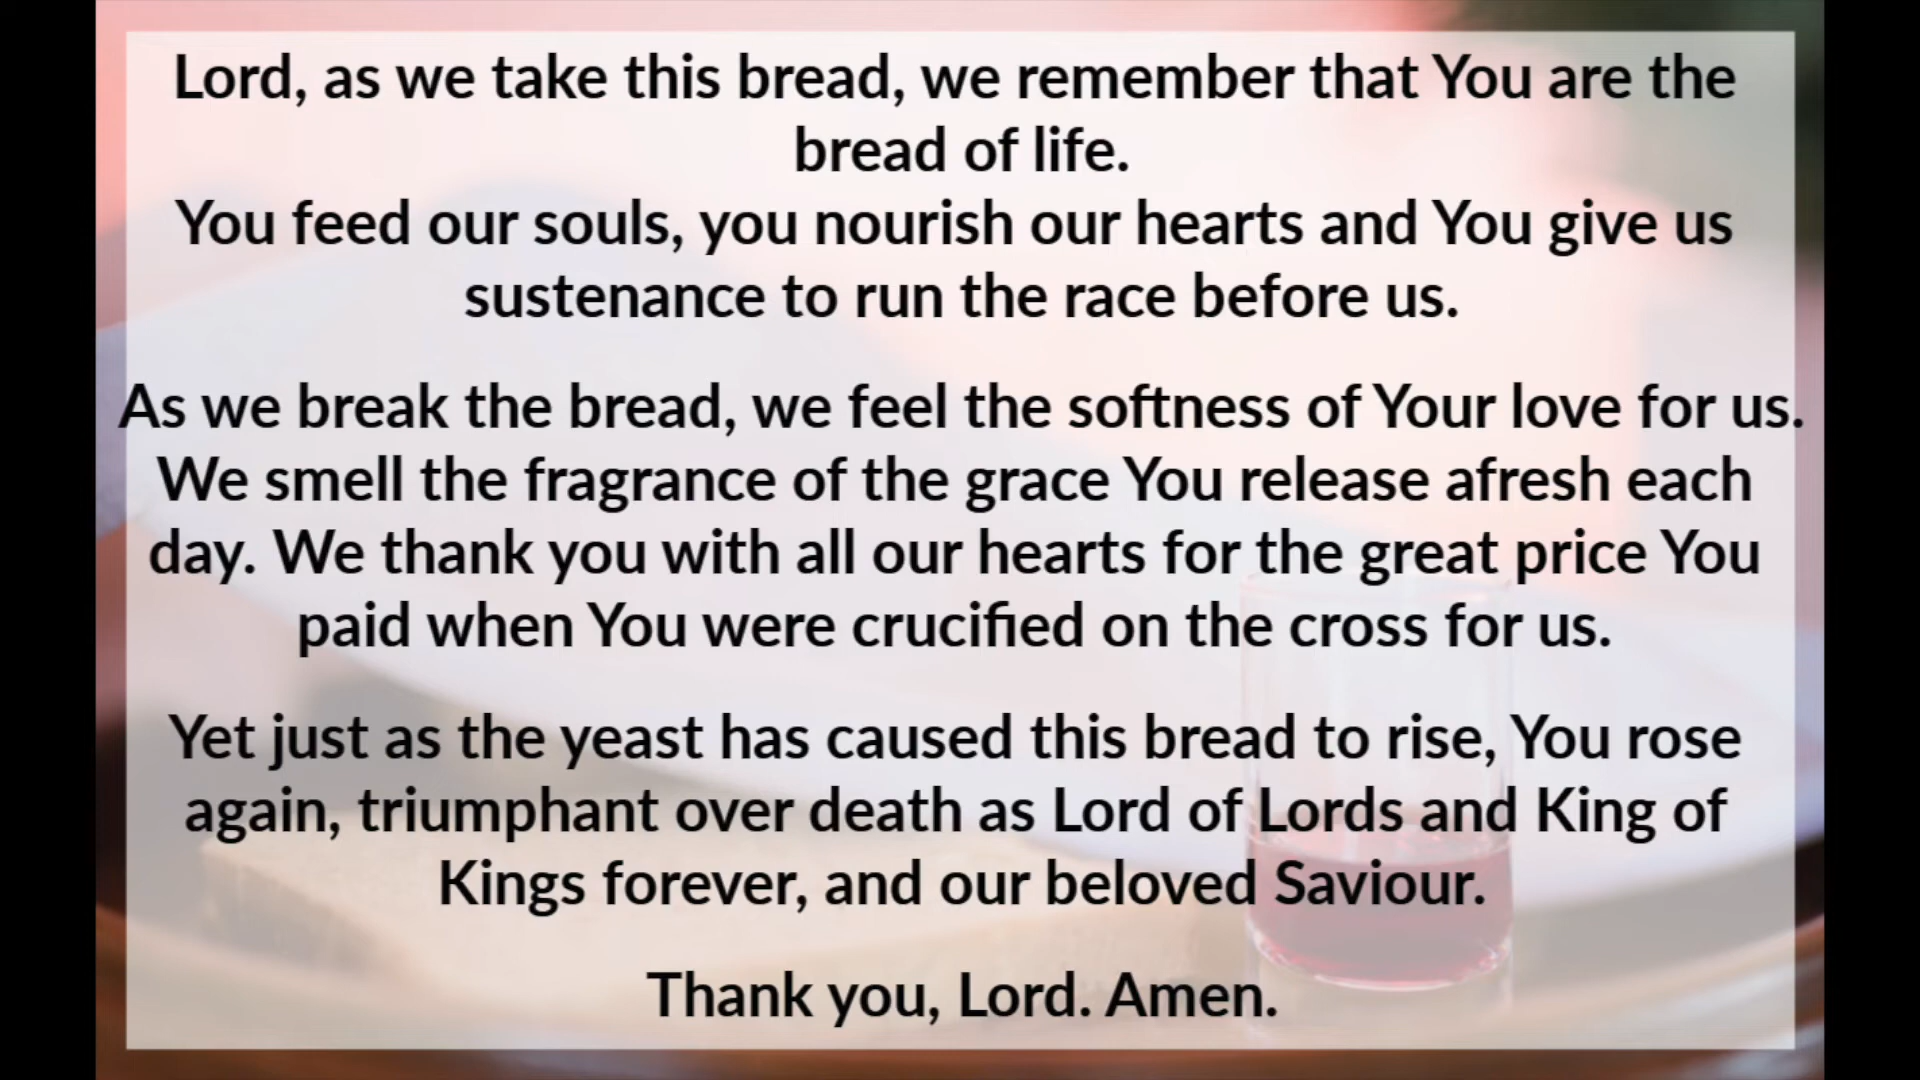 Lord, as we take this bread, we remember that You are the
bread of life.
You feed our souls, you nourish our hearts and You give us
sustenance to run the race before us.
As we break the bread, we feel the softness of Your love for us.
We smell the fragrance of the grace You release afresh each
day. We thank you with all our hearts for the great price You
paid when You were crucified on the cross for us.
Yet just as the yeast has caused this bread to rise, You rose
again, triumphant over death as Lord of Lords and King of
Kings forever, and our beloved Saviour.
Thank you, Lord. Amen.